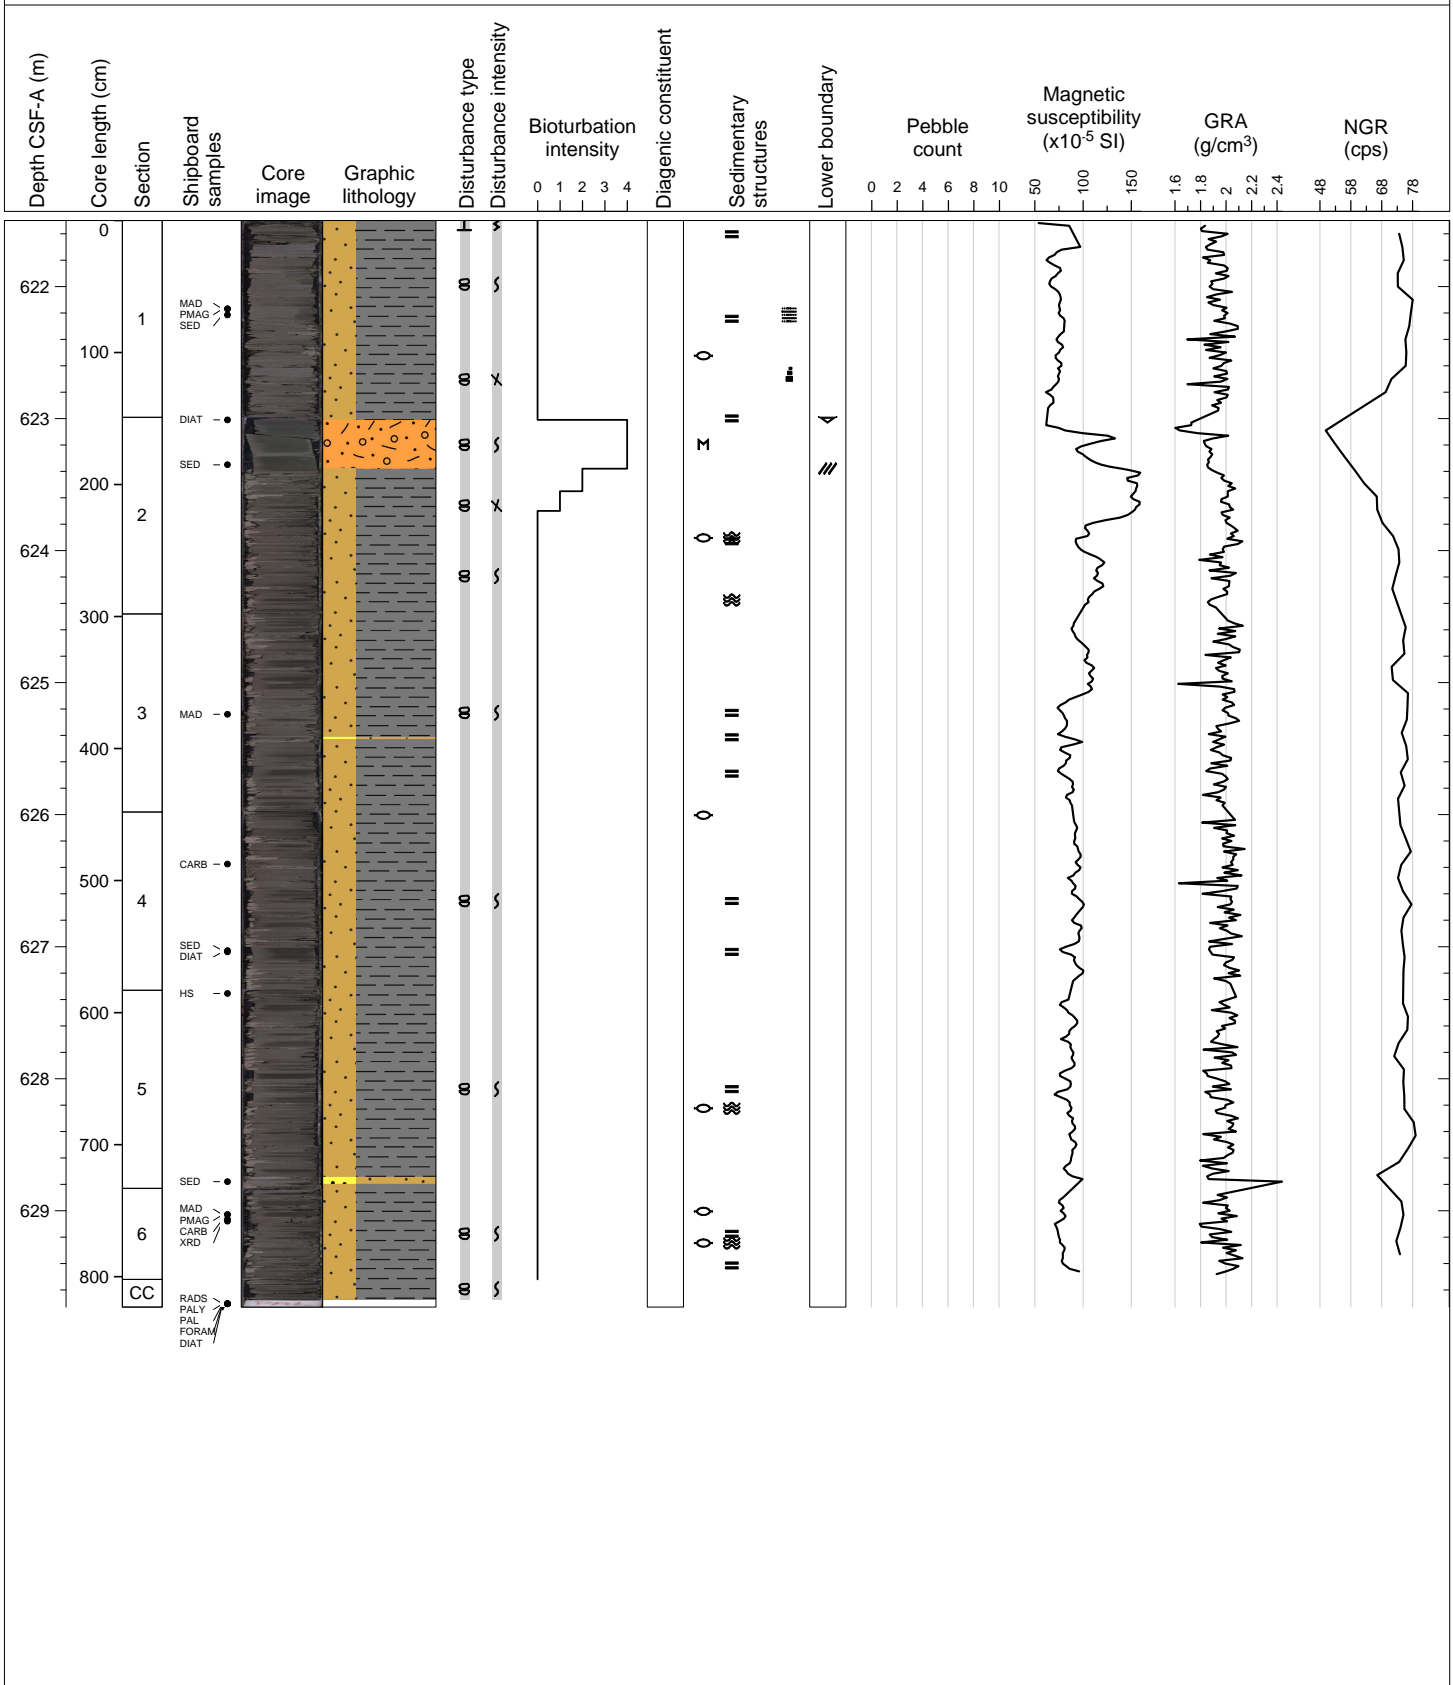 Depth CSF-A (m)
Core length (cm)
Section
Shipboard
samples
Core
image
Graphic
lithology
Disturbance type
Disturbance intensity
Bioturbation
intensity
0 1 2 3 4
Diagenic constituent
Sedimentary
structures
Lower boundary
Pebble
count
0 2 4 6 8 10
Magnetic
susceptibility
(x10-5 SI)
50 100 150
GRA
(g/cm3)
1.6 1.8 2 2.2 2.4
NGR
(cps)
48 58 68 78
622
623
624
625
626
627
628
629
0
100
200
300
400
500
600
700
800
1
2
3
4
5
6
CC
MAD
PMAG
SED
DIAT
SED
MAD
CARB
SED
DIAT
HS
SED
MAD
PMAG
CARB
XRD
RADS
PALY
PAL
FORAM
DIAT
M